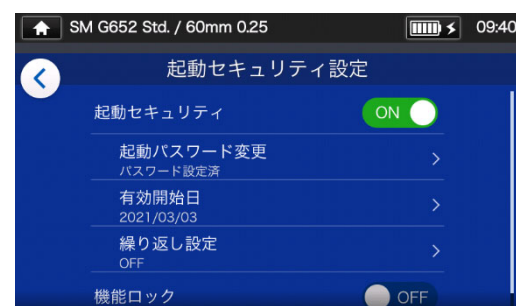 SM G652 Std. / 60mm 0.25
09:40
起動セキュリティ設定
起動セキュリティ
ON
起動パスワード変更
パスワード設定済
有効開始日
2021/03/03
繰り返し設定
OFF
機能ロック
OFF